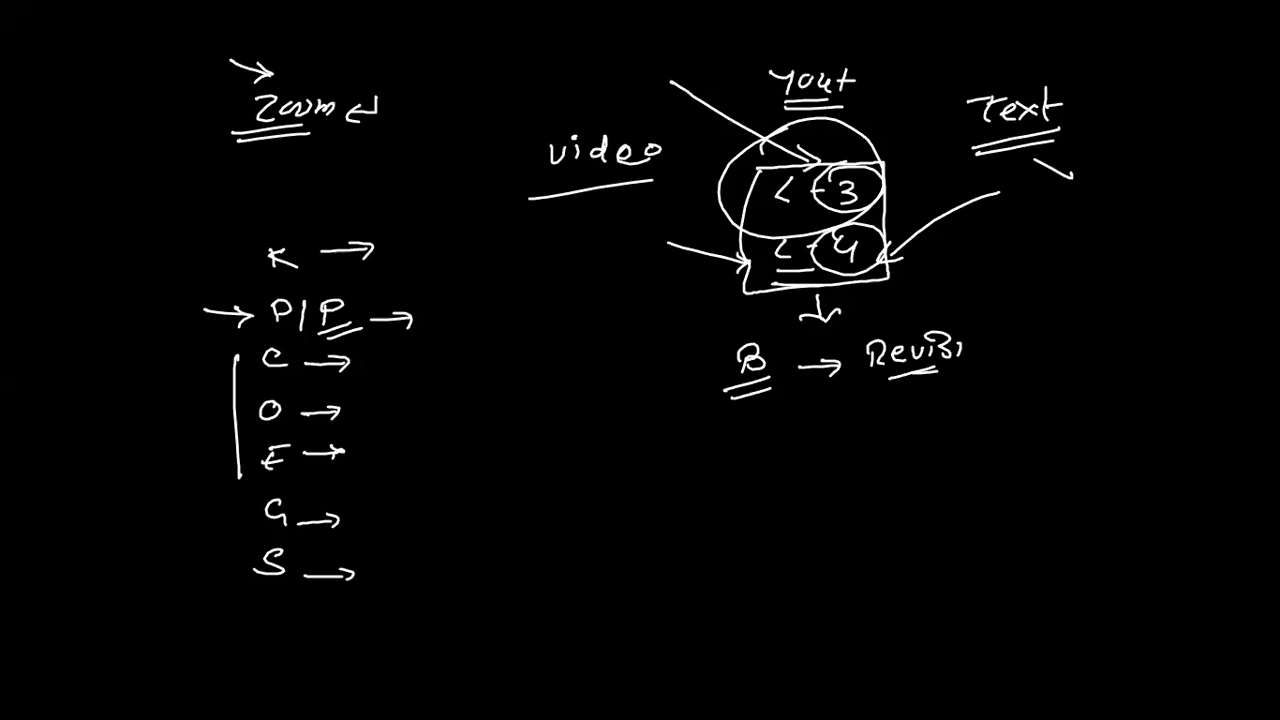 Zoom
K
P/P
C
O
E
G
S
video
Yout
Text
L-3
L-4
B → Revisi